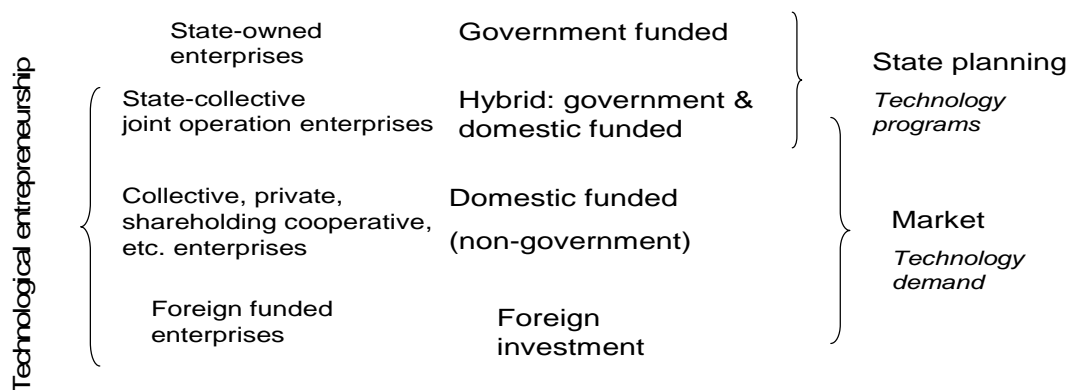 Technological entrepreneurship
State-owned
enterprises
Government funded
State-collective
joint operation enterprises
Hybrid: government &
domestic funded
State planning
Technology
programs
Collective, private,
shareholding cooperative,
etc. enterprises
Domestic funded
(non-government)
Market
Technology
demand
Foreign funded
enterprises
Foreign
investment